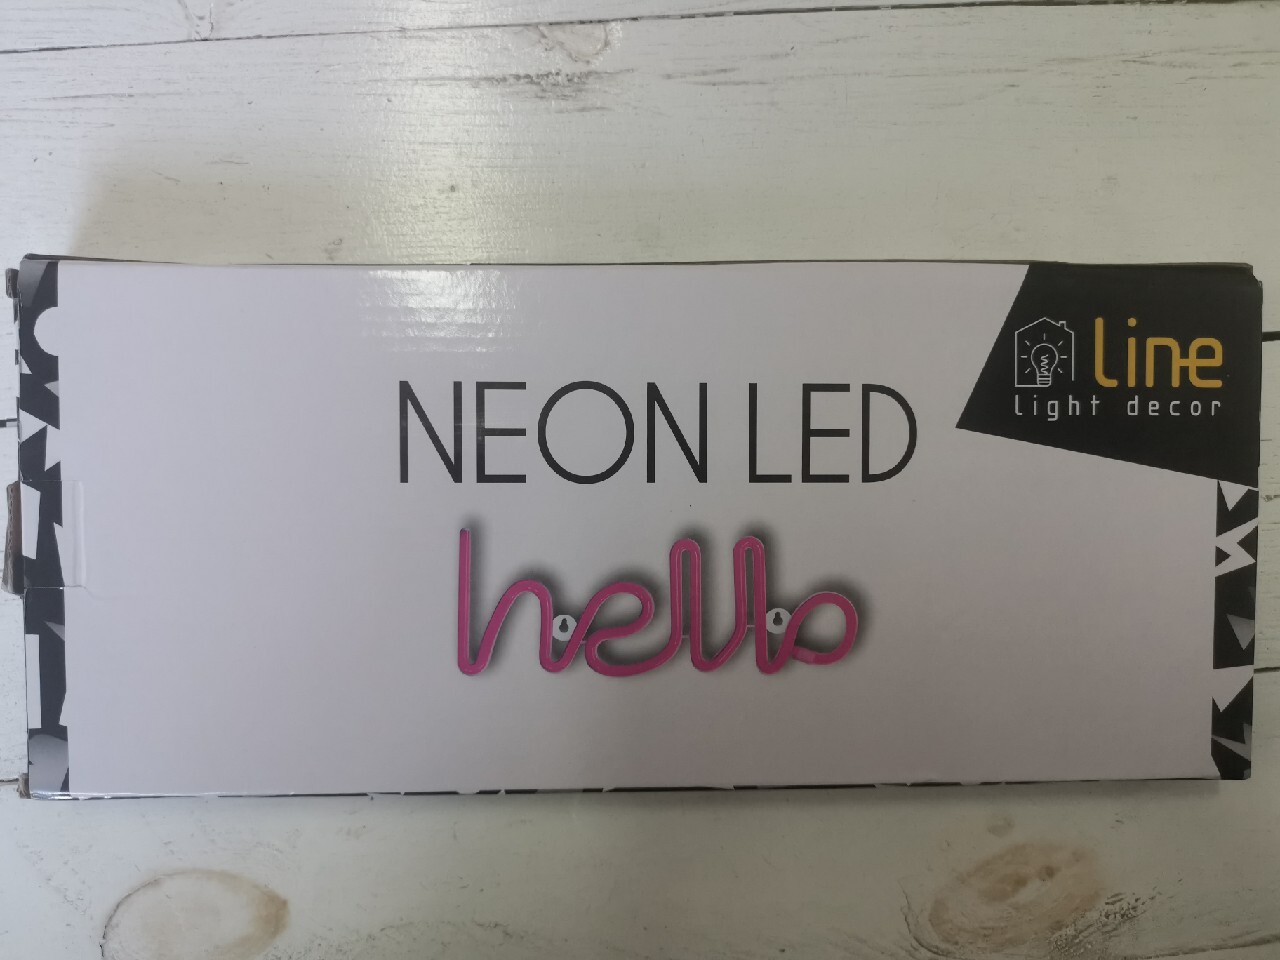 line
light decor
NEON LED
hello